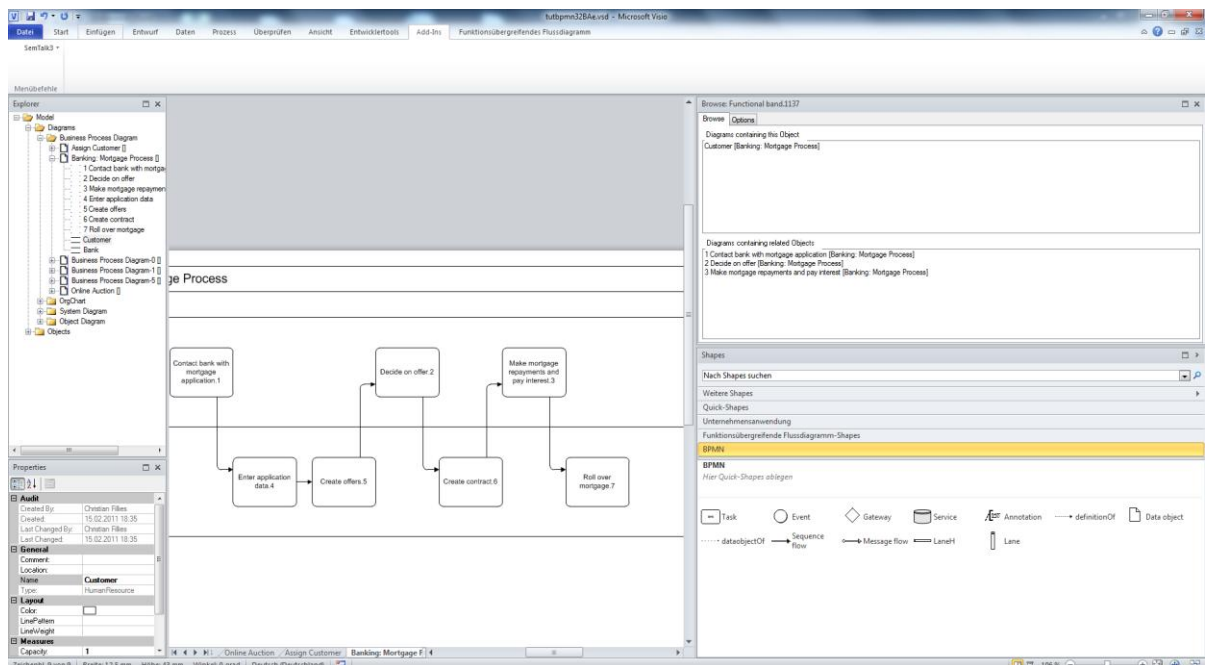 tutbpmn32BAe.vsd - Microsoft Visio
Datei Start Einfügen Entwurf Daten Prozess Überprüfen Ansicht Entwicklertools Add-Ins Funktionsübergreifendes Flussdiagramm
SemTalk3
Menübefehle
Explorer
Model
Diagrams
Business Process Diagram
Assign Customer []
Banking: Mortgage Process []
1 Contact bank with mortga
2 Decide on offer
3 Make mortgage repaymen
4 Enter application data
5 Create offers
6 Create contract
7 Roll over mortgage
Customer
Bank
Business Process Diagram-0 []
Business Process Diagram-1 []
Business Process Diagram-5 []
Online Auction []
OrgChart
System Diagram
Object Diagram
Objects
Properties
Audit
Created By: Christian Fillies
Created: 15.02.2011 18:35
Last Changed By: Christian Fillies
Last Changed: 15.02.2011 18:35
General
Comment:
Location:
Name Customer
Type: HumanResource
Layout
Color:
LinePattern
LineWeight
Measures
Capacity: 1
ge Process
Contact bank with
mortgage
application.1
Decide on offer.2
Make mortgage
repayments and
pay interest.3
Enter application
data.4
Create offers.5
Create contract.6
Roll over
mortgage.7
Online Auction Assign Customer Banking: Mortgage F
Browse: Functional band.1137
Browse Options
Diagrams containing this Object
Customer [Banking: Mortgage Process]
Diagrams containing related Objects
1 Contact bank with mortgage application [Banking: Mortgage Process]
2 Decide on offer [Banking: Mortgage Process]
3 Make mortgage repayments and pay interest [Banking: Mortgage Process]
Shapes
Nach Shapes suchen
Weitere Shapes
Quick-Shapes
Unternehmensanwendung
Funktionsübergreifende Flussdiagramm-Shapes
BPMN
BPMN
Hier Quick-Shapes ablegen
Task Event Gateway Service Annotation definitionOf Data object
dataobjectOf Sequence flow Message flow LaneH Lane